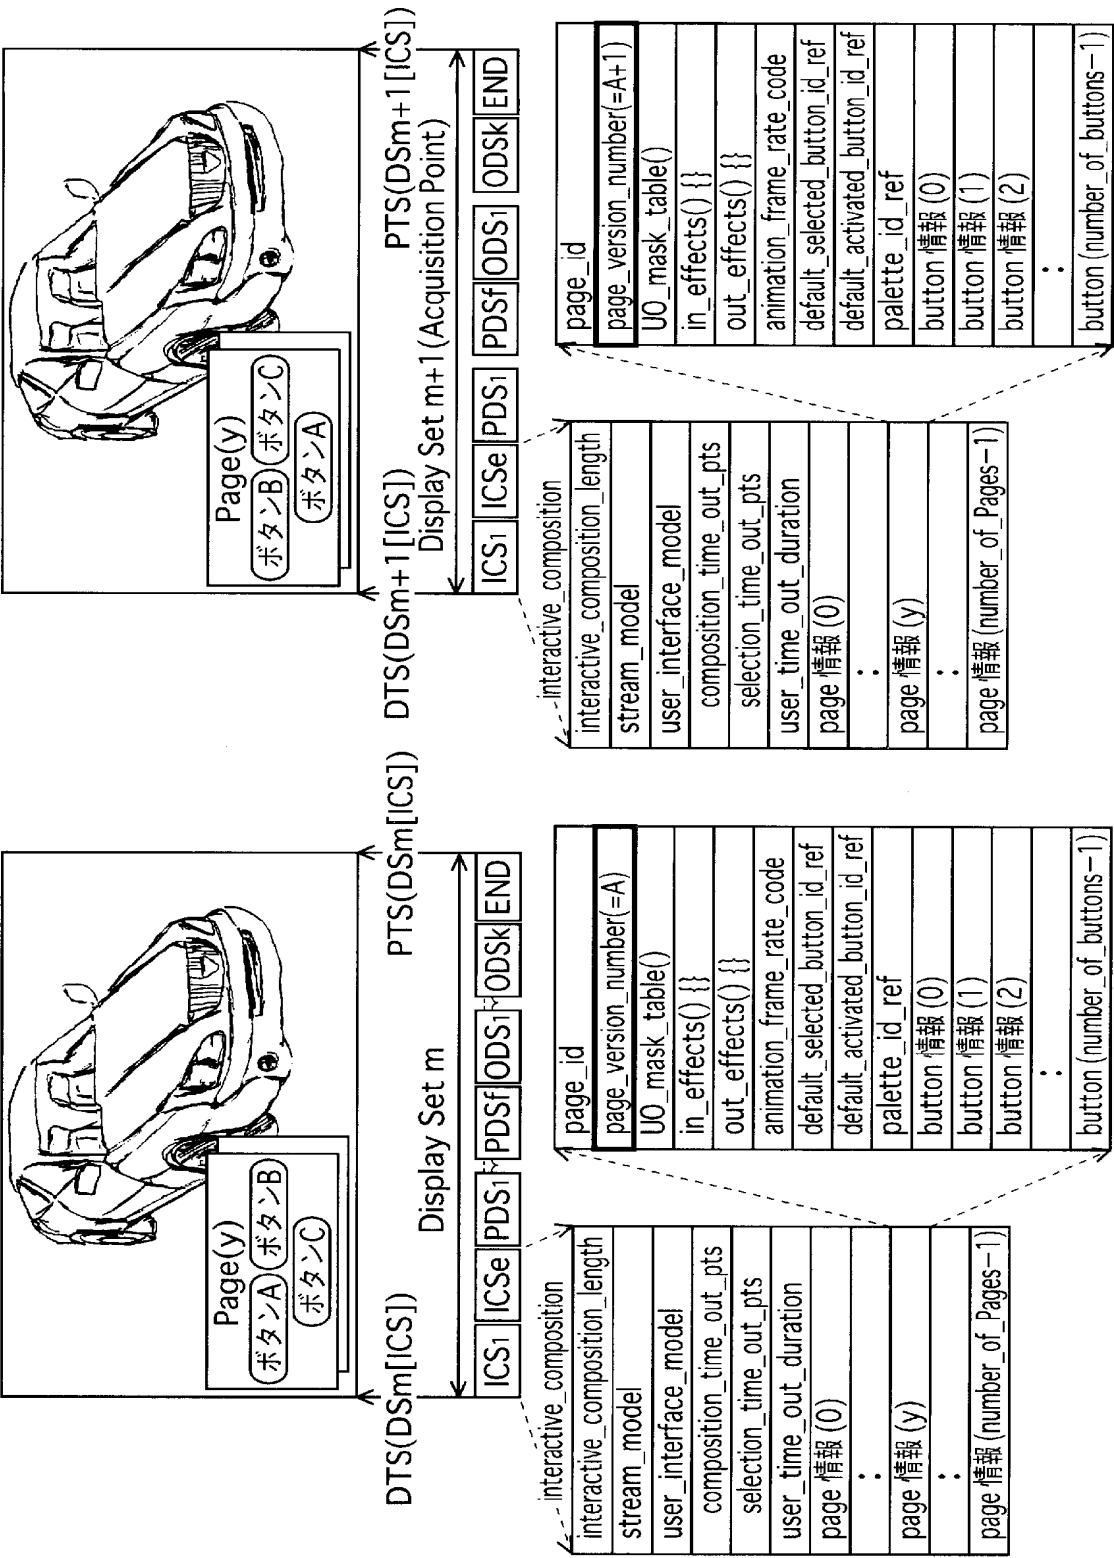 Page(y)
ボタンA ボタンB
ボタンC
DTS(DSm[ICS])
PTS(DSm[ICS])
Display Set m
ICS1 ICSe PDS1 PDSf ODS1 ODSk END
interactive_composition
interactive_composition_length
stream_model
user_interface_model
composition_time_out_pts
selection_time_out_pts
user_time_out_duration
page 情報 (0)
:
page 情報 (y)
:
page 情報 (number_of_Pages−1)
page_id
page_version_number(=A)
UO_mask_table()
in_effects() {}
out_effects() {}
animation_frame_rate_code
default_selected_button_id_ref
default_activated_button_id_ref
palette_id_ref
button 情報 (0)
button 情報 (1)
button 情報 (2)
:
button (number_of_buttons−1)
Page(y)
ボタンB ボタンC
ボタンA
DTS(DSm+1[ICS])
PTS(DSm+1[ICS])
Display Set m+1 (Acquisition Point)
ICS1 ICSe PDS1 PDSf ODS1 ODSk END
interactive_composition
interactive_composition_length
stream_model
user_interface_model
composition_time_out_pts
selection_time_out_pts
user_time_out_duration
page 情報 (0)
:
page 情報 (y)
:
page 情報 (number_of_Pages−1)
page_id
page_version_number(=A+1)
UO_mask_table()
in_effects() {}
out_effects() {}
animation_frame_rate_code
default_selected_button_id_ref
default_activated_button_id_ref
palette_id_ref
button 情報 (0)
button 情報 (1)
button 情報 (2)
:
button (number_of_buttons−1)